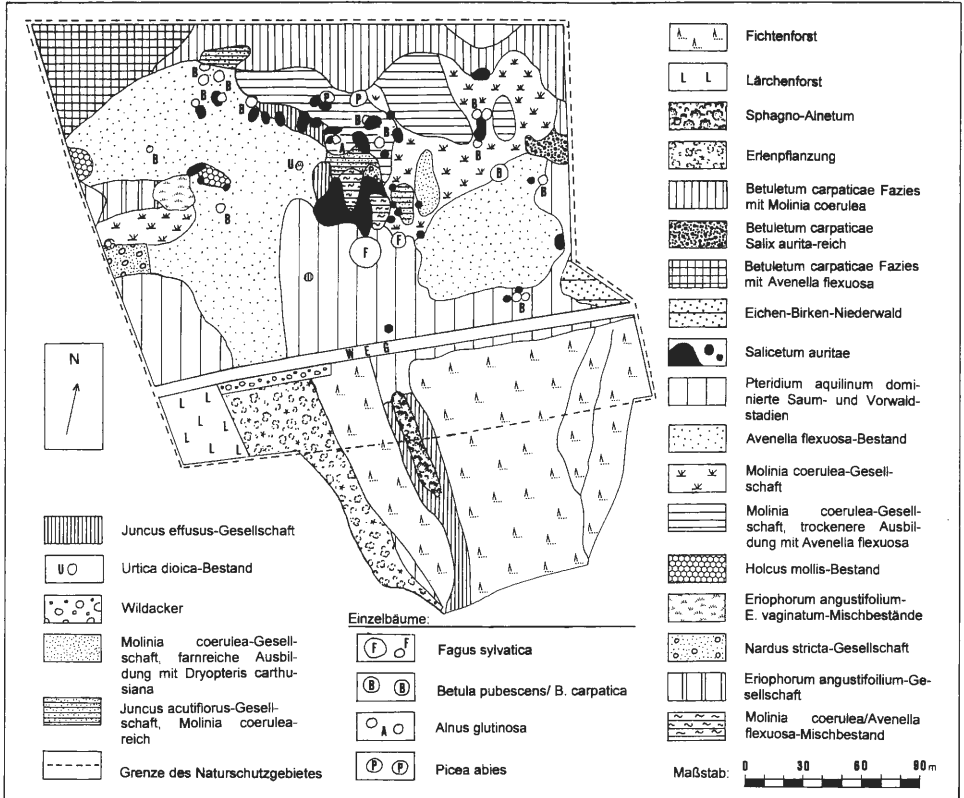 B
B
B
B
P
P
B
B
B
B
A
U
B
B
B
B
F
F
B
WEG
L L
L
L L
L
L L
N
Juncus effusus-Gesellschaft
U
Urtica dioica-Bestand
Wildacker
Molinia coerulea-Gesell-
schaft, farnreiche Ausbil-
dung mit Dryopteris carthu-
siana
Juncus acutiflorus-Gesell-
schaft, Molinia coerulea-
reich
Grenze des Naturschutzgebietes
Einzelbäume:
F F
Fagus sylvatica
B B
Betula pubescens/ B. carpatica
A
Alnus glutinosa
P P
Picea abies
Fichtenforst
L L
Lärchenforst
Sphagno-Alnetum
Erlenpflanzung
Betuletum carpaticae Fazies
mit Molinia coerulea
Betuletum carpaticae
Salix aurita-reich
Betuletum carpaticae Fazies
mit Avenella flexuosa
Eichen-Birken-Niederwald
Salicetum auritae
Pteridium aquilinum domi-
nierte Saum- und Vorwald-
stadien
Avenella flexuosa-Bestand
Molinia coerulea-Gesell-
schaft
Molinia coerulea-Gesell-
schaft, trockenere Ausbil-
dung mit Avenella flexuosa
Holcus mollis-Bestand
Eriophorum angustifolium-
E. vaginatum-Mischbestände
Nardus stricta-Gesellschaft
Eriophorum angustifoilium-Ge-
sellschaft
Molinia coerulea/Avenella
flexuosa-Mischbestand
Maßstab: 0 30 60 90 m